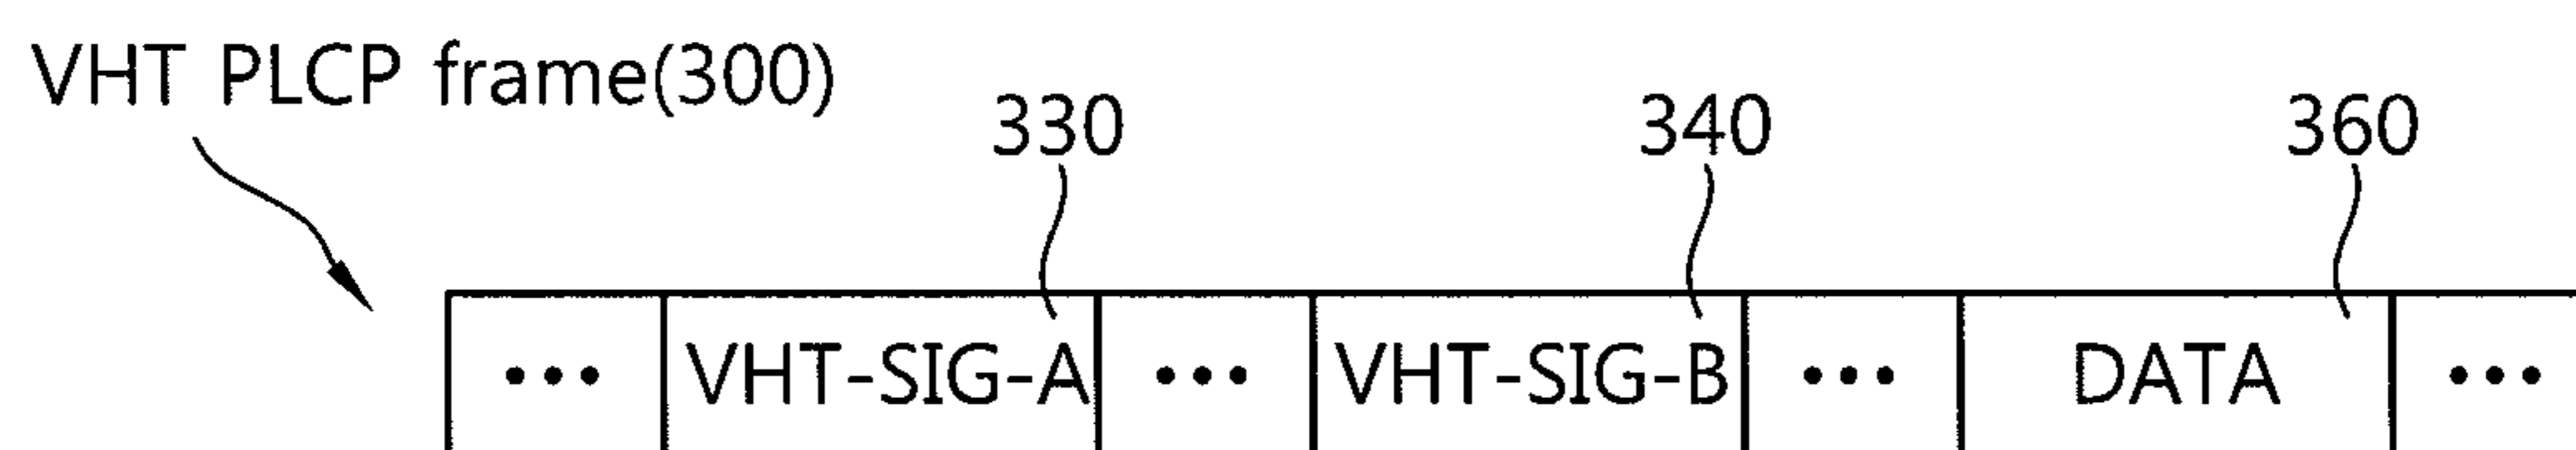 VHT PLCP frame(300)
330 340 360
••• VHT-SIG-A ••• VHT-SIG-B ••• DATA •••